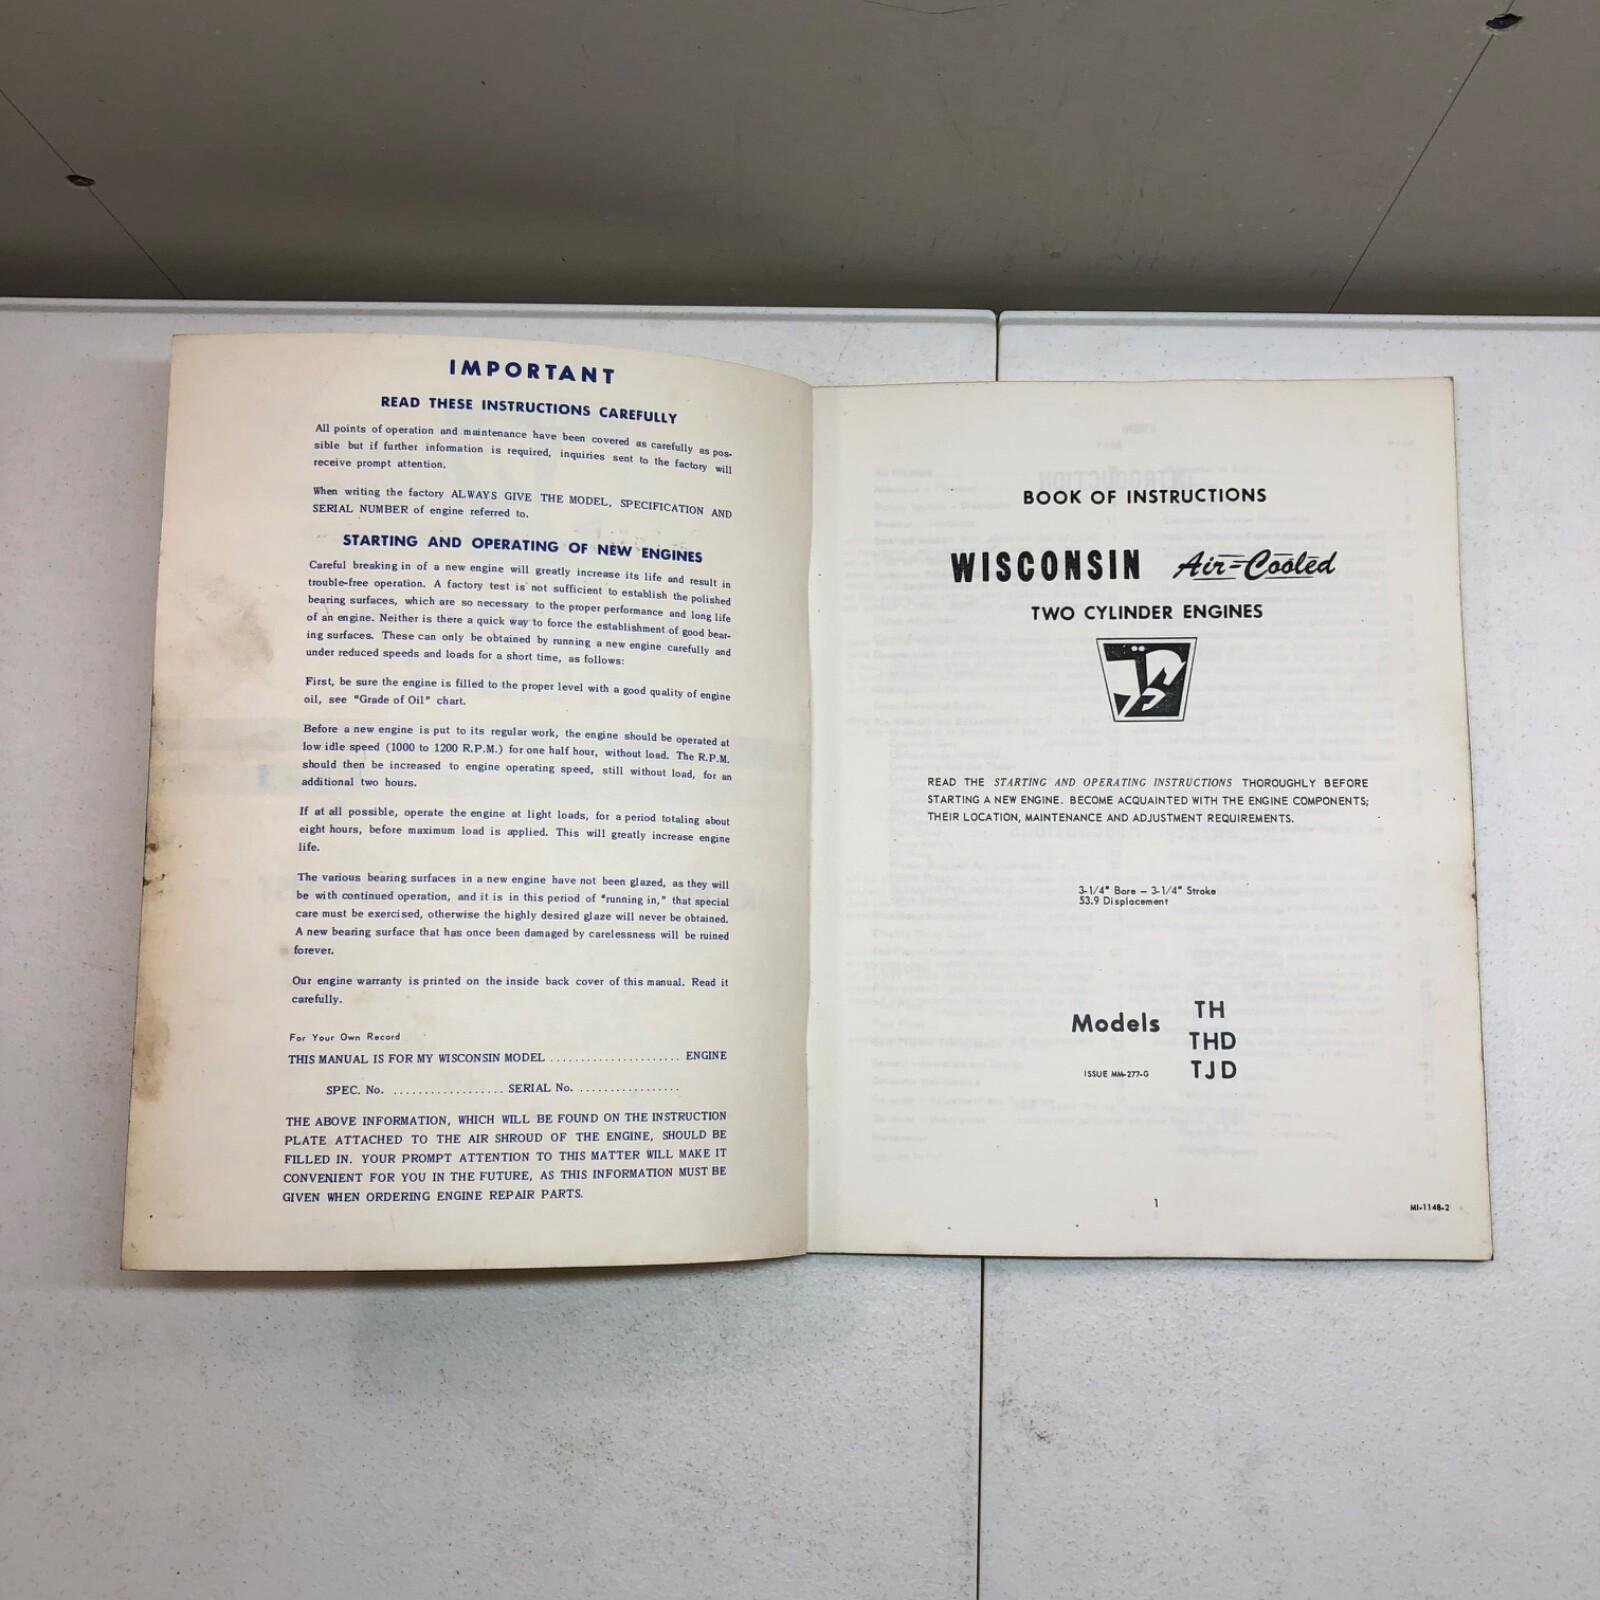 IMPORTANT
READ THESE INSTRUCTIONS CAREFULLY
All points of operation and maintenance have been covered as carefully as pos-
sible but if further information is required, inquiries sent to the factory will
receive prompt attention.
When writing the factory ALWAYS GIVE THE MODEL, SPECIFICATION AND
SERIAL NUMBER of engine referred to.
STARTING AND OPERATING OF NEW ENGINES
Careful breaking in of a new engine will greatly increase its life and result in
trouble-free operation. A factory test is not sufficient to establish the polished
bearing surfaces, which are so necessary to the proper performance and long life
of an engine. Neither is there a quick way to force the establishment of good bear-
ing surfaces. These can only be obtained by running a new engine carefully and
under reduced speeds and loads for a short time, as follows:
First, be sure the engine is filled to the proper level with a good quality of engine
oil, see "Grade of Oil" chart.
Before a new engine is put to its regular work, the engine should be operated at
low idle speed (1000 to 1200 R.P.M.) for one half hour, without load. The R.P.M.
should then be increased to engine operating speed, still without load, for an
additional two hours.
If at all possible, operate the engine at light loads, for a period totaling about
eight hours, before maximum load is applied. This will greatly increase engine
life.
The various bearing surfaces in a new engine have not been glazed, as they will
be with continued operation, and it is in this period of "running in," that special
care must be exercised, otherwise the highly desired glaze will never be obtained.
A new bearing surface that has once been damaged by carelessness will be ruined
forever.
Our engine warranty is printed on the inside back cover of this manual. Read it
carefully.
For Your Own Record
THIS MANUAL IS FOR MY WISCONSIN MODEL ...................... ENGINE
SPEC. No. .................. SERIAL No. .................
THE ABOVE INFORMATION, WHICH WILL BE FOUND ON THE INSTRUCTION
PLATE ATTACHED TO THE AIR SHROUD OF THE ENGINE, SHOULD BE
FILLED IN. YOUR PROMPT ATTENTION TO THIS MATTER WILL MAKE IT
CONVENIENT FOR YOU IN THE FUTURE, AS THIS INFORMATION MUST BE
GIVEN WHEN ORDERING ENGINE REPAIR PARTS.
BOOK OF INSTRUCTIONS
WISCONSIN Air-Cooled
TWO CYLINDER ENGINES
READ THE STARTING AND OPERATING INSTRUCTIONS THOROUGHLY BEFORE
STARTING A NEW ENGINE. BECOME ACQUAINTED WITH THE ENGINE COMPONENTS;
THEIR LOCATION, MAINTENANCE AND ADJUSTMENT REQUIREMENTS.
3-1/4" Bore – 3-1/4" Stroke
53.9 Displacement
Models TH
THD
TJD
ISSUE MM-277-G
1
MI-1148-2